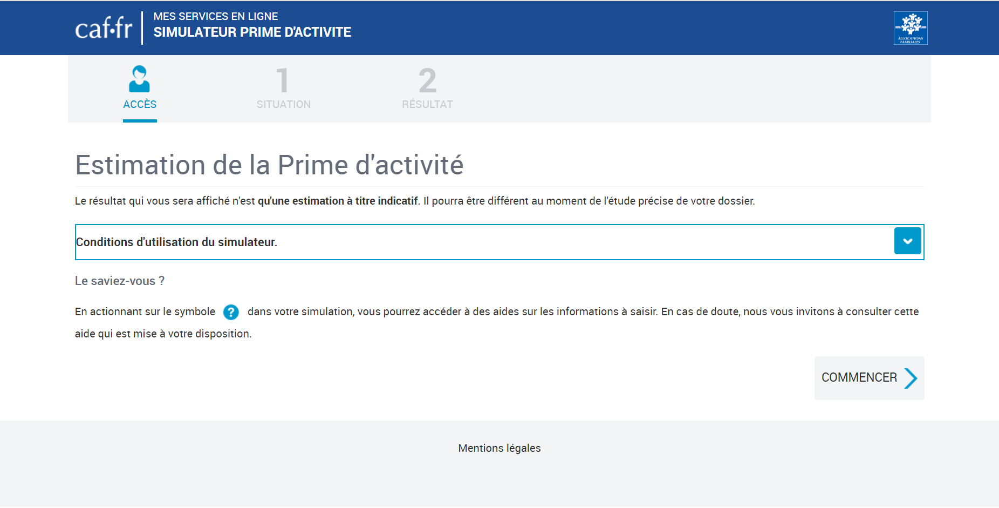 caf.fr
MES SERVICES EN LIGNE
SIMULATEUR PRIME D'ACTIVITE
ALLOCATIONS
FAMILIALES
ACCÈS
1
SITUATION
2
RÉSULTAT
Estimation de la Prime d'activité
Le résultat qui vous sera affiché n'est qu'une estimation à titre indicatif. Il pourra être différent au moment de l'étude précise de votre dossier.
Conditions d'utilisation du simulateur.
Le saviez-vous ?
En actionnant sur le symbole ? dans votre simulation, vous pourrez accéder à des aides sur les informations à saisir. En cas de doute, nous vous invitons à consulter cette
aide qui est mise à votre disposition.
COMMENCER
Mentions légales